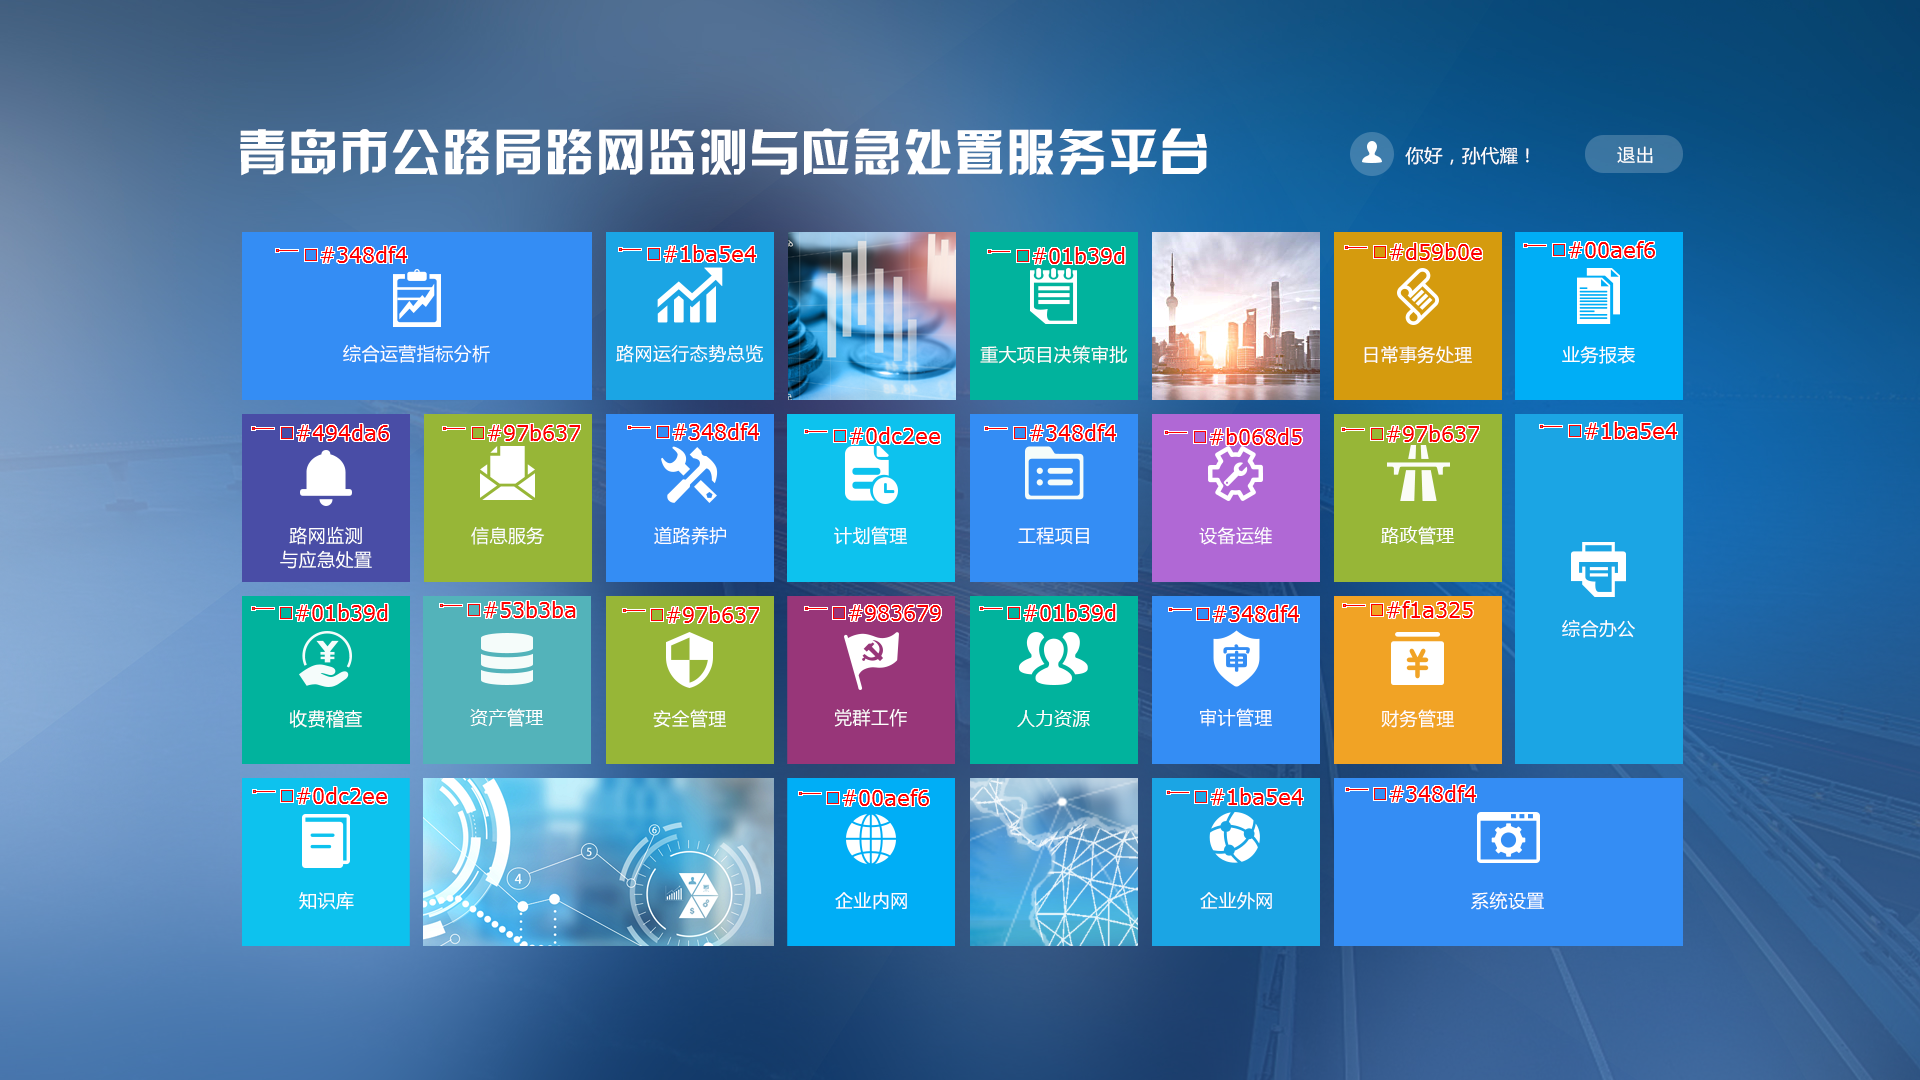 青岛市公路局路网监测与应急处置服务平台
你好，孙代耀！
退出
#348df4
#1ba5e4
#01b39d
#d59b0e
#00aef6
综合运营指标分析
路网运行态势总览
重大项目决策审批
日常事务处理
业务报表
#494da6
#97b637
#348df4
#0dc2ee
#348df4
#b068d5
#97b637
#1ba5e4
路网监测
与应急处置
信息服务
道路养护
计划管理
工程项目
设备运维
路政管理
综合办公
#01b39d
#53b3ba
#97b637
#983679
#01b39d
#348df4
#f1a325
¥
审
¥
收费稽查
资产管理
安全管理
党群工作
人力资源
审计管理
财务管理
#0dc2ee
#00aef6
#1ba5e4
#348df4
4
5
6
$
知识库
企业内网
企业外网
系统设置